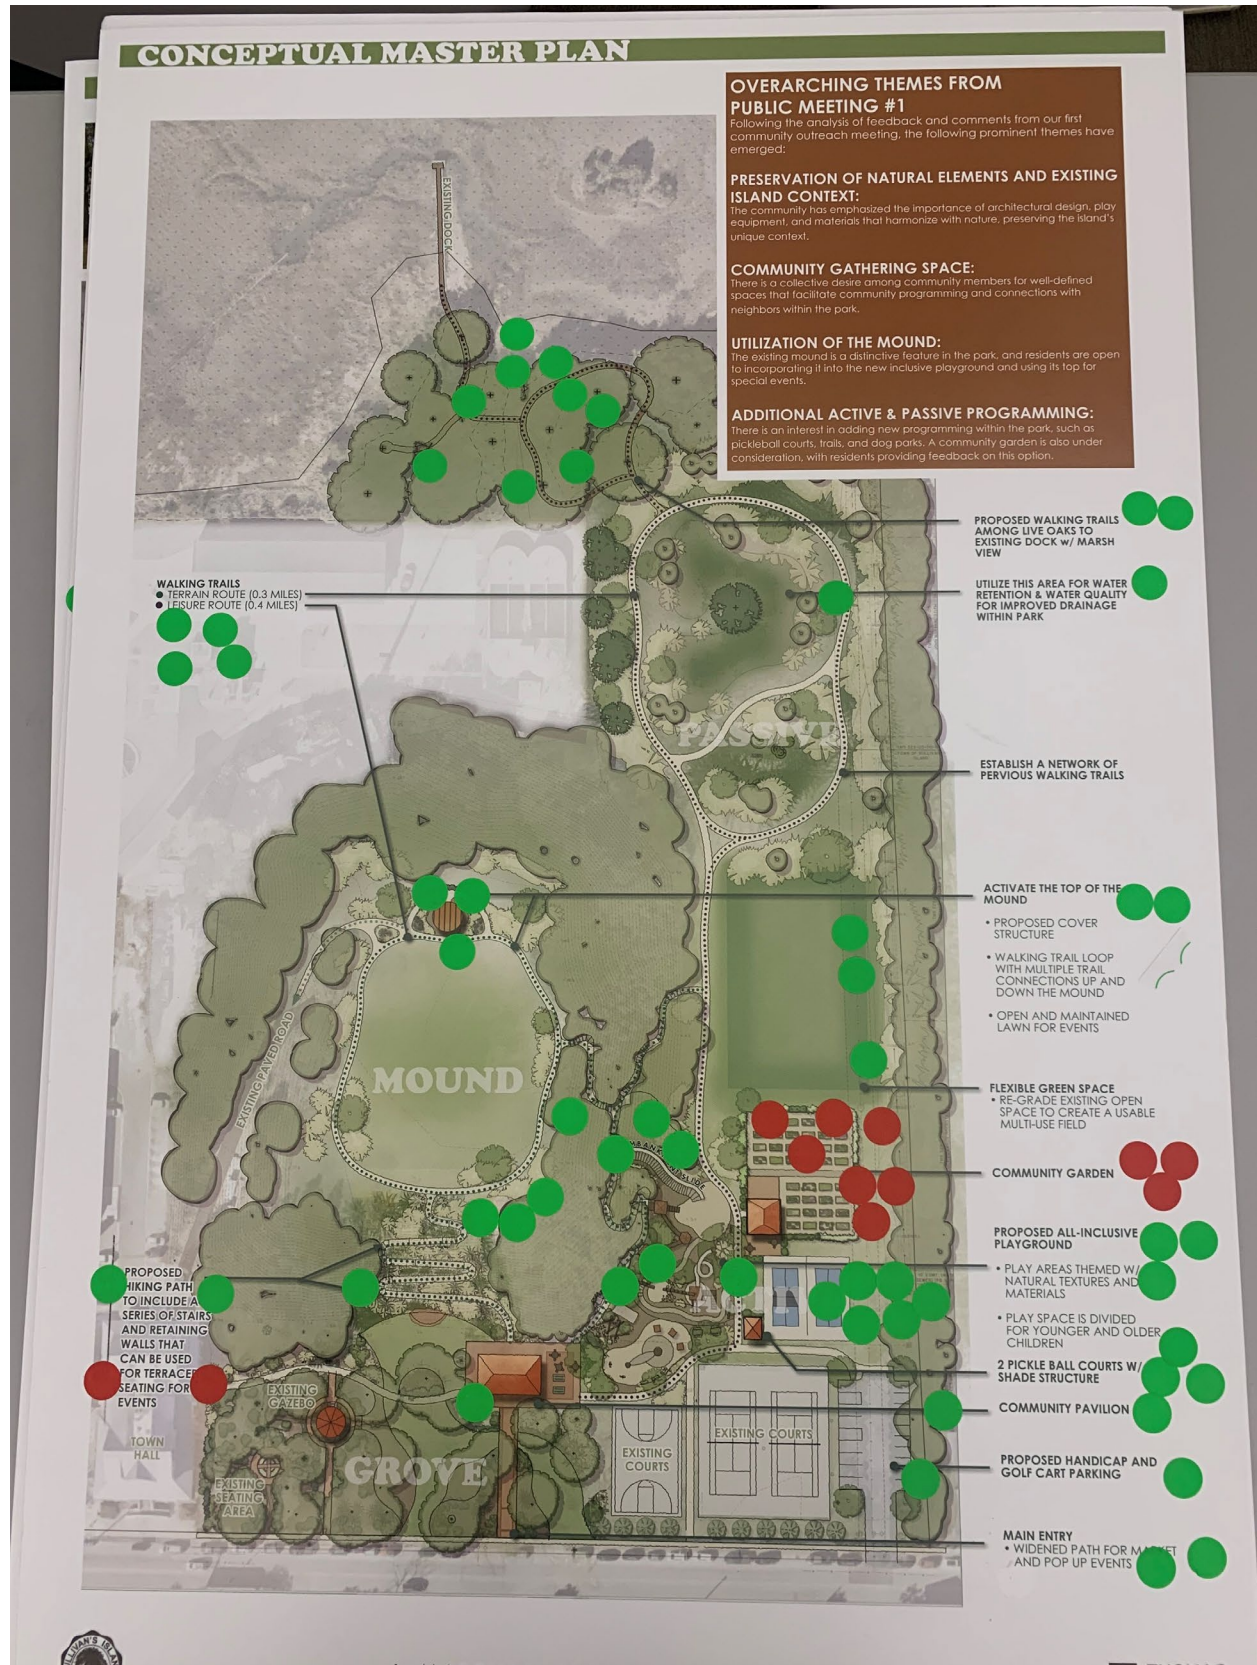 CONCEPTUAL MASTER PLAN
OVERARCHING THEMES FROM
PUBLIC MEETING #1
Following the analysis of feedback and comments from our first
community outreach meeting, the following prominent themes have
emerged:
PRESERVATION OF NATURAL ELEMENTS AND EXISTING
ISLAND CONTEXT:
The community has emphasized the importance of architectural design, play
equipment, and materials that harmonize with nature, preserving the island's
unique context.
COMMUNITY GATHERING SPACE:
There is a collective desire among community members for well-defined
spaces that facilitate community programming and connections with
neighbors within the park.
UTILIZATION OF THE MOUND:
The existing mound is a distinctive feature in the park, and residents are open
to incorporating it into the new inclusive playground and using its top for
special events.
ADDITIONAL ACTIVE & PASSIVE PROGRAMMING:
There is an interest in adding new programming within the park, such as
pickleball courts, trails, and dog parks. A community garden is also under
consideration, with residents providing feedback on this option.
EXISTING DOCK
PROPOSED WALKING TRAILS
AMONG LIVE OAKS TO
EXISTING DOCK w/ MARSH
VIEW
UTILIZE THIS AREA FOR WATER
RETENTION & WATER QUALITY
FOR IMPROVED DRAINAGE
WITHIN PARK
WALKING TRAILS
● TERRAIN ROUTE (0.3 MILES)
● LEISURE ROUTE (0.4 MILES)
PASSIVE
ESTABLISH A NETWORK OF
PERVIOUS WALKING TRAILS
ACTIVATE THE TOP OF THE
MOUND
• PROPOSED COVER
STRUCTURE
• WALKING TRAIL LOOP
WITH MULTIPLE TRAIL
CONNECTIONS UP AND
DOWN THE MOUND
• OPEN AND MAINTAINED
LAWN FOR EVENTS
EXISTING PAVED ROAD
MOUND
FLEXIBLE GREEN SPACE
• RE-GRADE EXISTING OPEN
SPACE TO CREATE A USABLE
MULTI-USE FIELD
COMMUNITY GARDEN
PROPOSED ALL-INCLUSIVE
PLAYGROUND
• PLAY AREAS THEMED W/
NATURAL TEXTURES AND
MATERIALS
• PLAY SPACE IS DIVIDED
FOR YOUNGER AND OLDER
CHILDREN
2 PICKLE BALL COURTS W/
SHADE STRUCTURE
COMMUNITY PAVILION
PROPOSED HANDICAP AND
GOLF CART PARKING
MAIN ENTRY
• WIDENED PATH FOR
AND POP UP EVENTS
PROPOSED
HIKING PATH
TO INCLUDE A
SERIES OF STAIRS
AND RETAINING
WALLS THAT
CAN BE USED
FOR TERRACED
SEATING FOR
EVENTS
EXISTING
GAZEBO
TOWN
HALL
EXISTING
SEATING
AREA
GROVE
EXISTING
COURTS
EXISTING COURTS